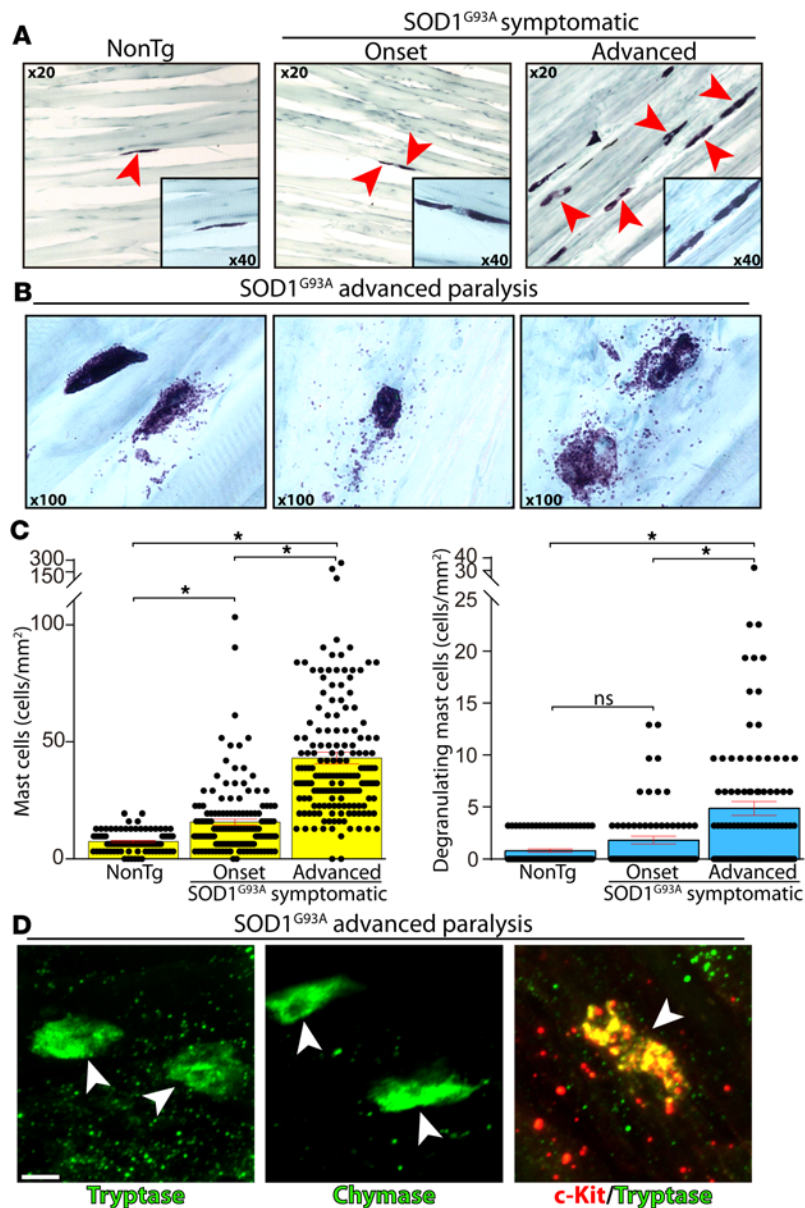 A
SOD1G93A symptomatic
NonTg
Onset
Advanced
x20
x40
x20
x40
x20
x40
B
SOD1G93A advanced paralysis
x100
x100
x100
C
300
150
100
50
0
Mast cells (cells/mm2)
*
*
*
NonTg
Onset
Advanced
SOD1G93A symptomatic
40
30
25
20
15
10
5
0
Degranulating mast cells (cells/mm2)
*
*
ns
NonTg
Onset
Advanced
SOD1G93A symptomatic
D
SOD1G93A advanced paralysis
Tryptase
Chymase
c-Kit/Tryptase